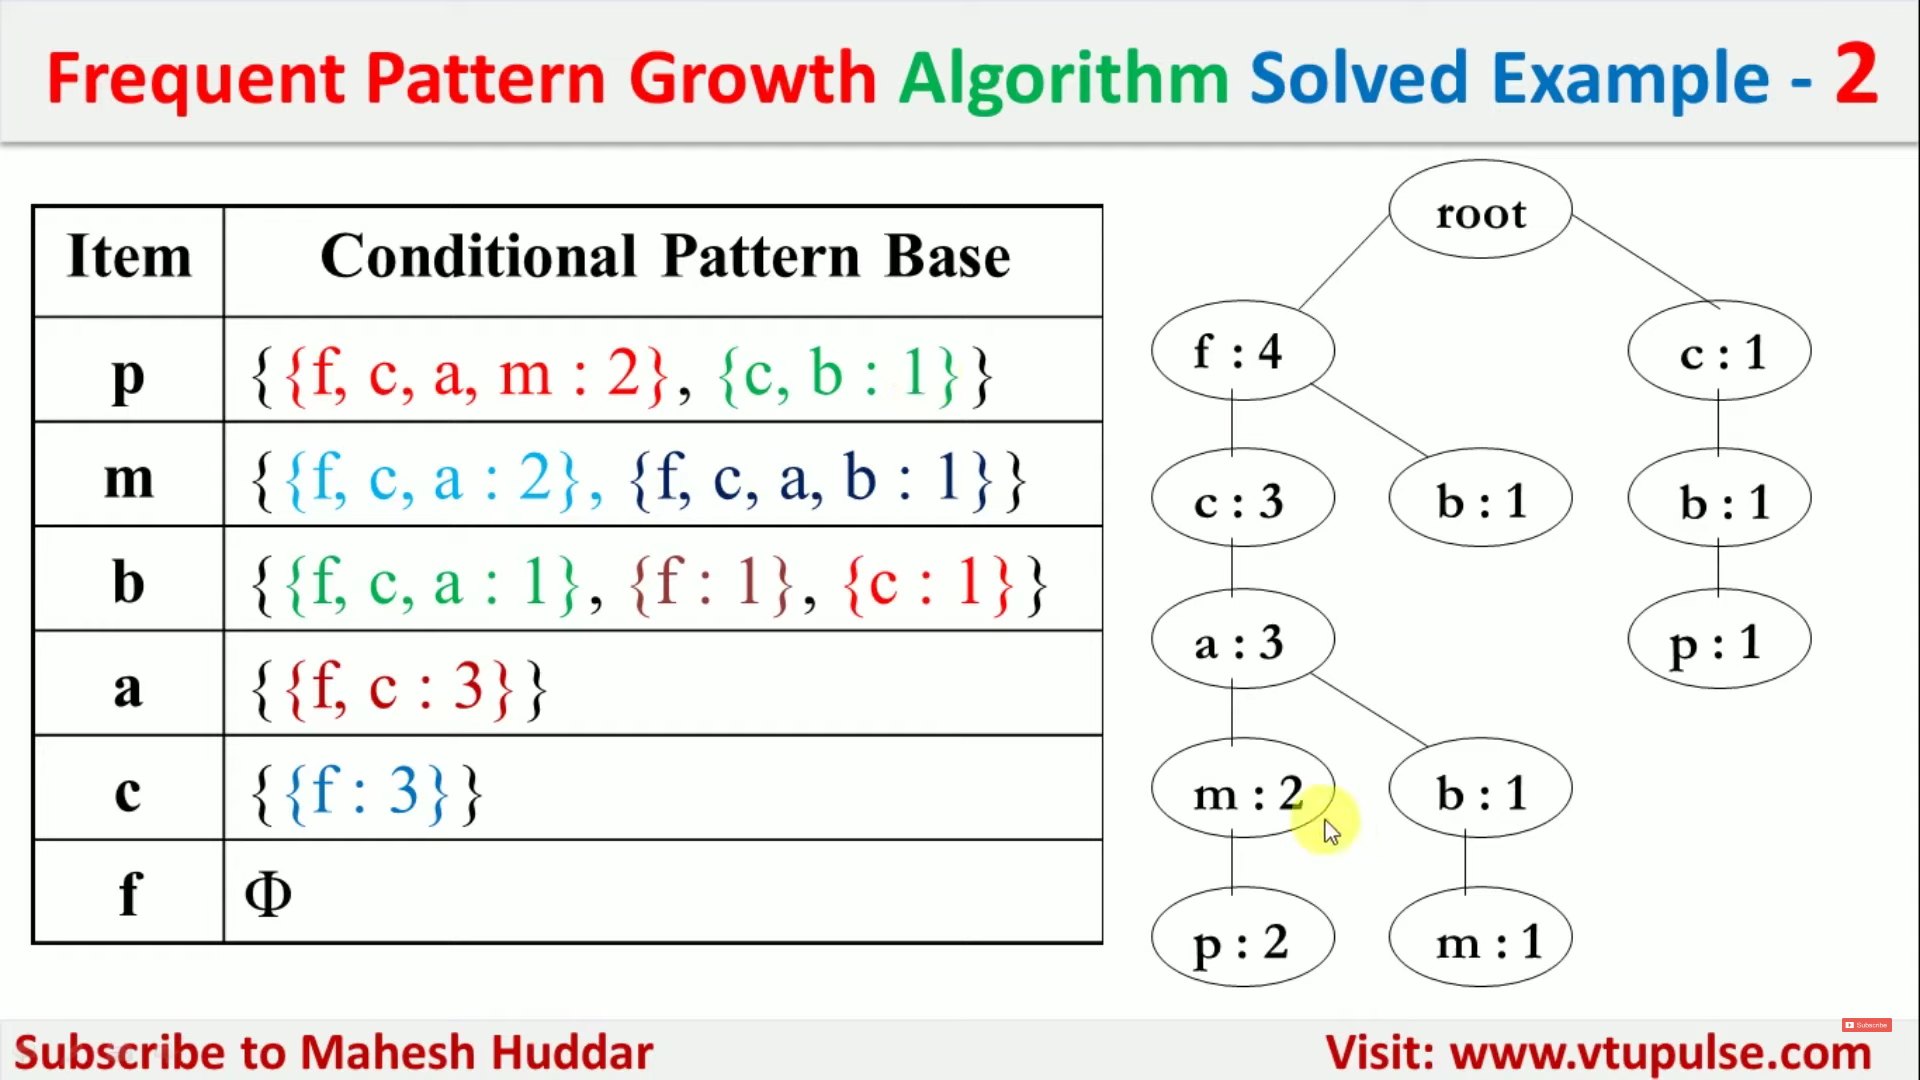 Frequent Pattern Growth Algorithm Solved Example - 2
Item Conditional Pattern Base
p {{f, c, a, m : 2}, {c, b : 1}}
m {{f, c, a : 2}, {f, c, a, b : 1}}
b {{f, c, a : 1}, {f : 1}, {c : 1}}
a {{f, c : 3}}
c {{f : 3}}
f Φ
root
f : 4
c : 1
c : 3
b : 1
b : 1
a : 3
p : 1
m : 2
b : 1
p : 2
m : 1
Subscribe
Subscribe to Mahesh Huddar
Visit: www.vtupulse.com